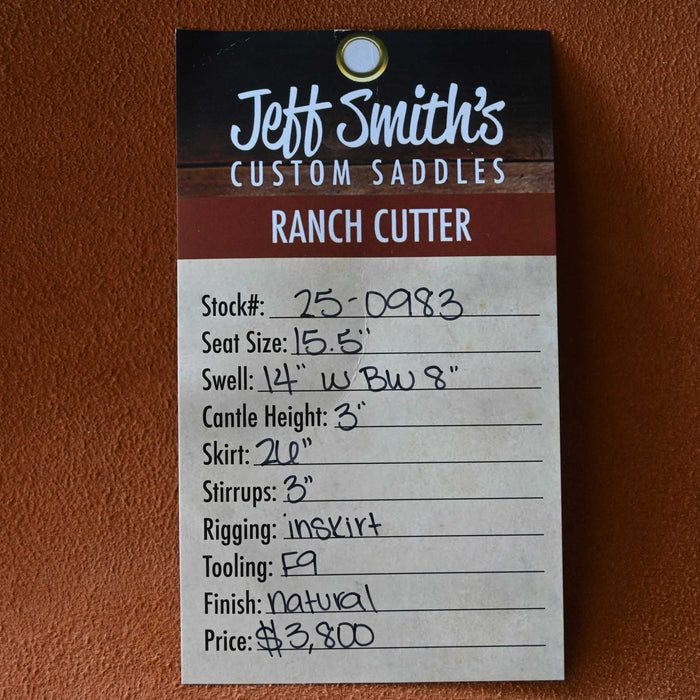 Jeff Smith's
CUSTOM SADDLES
RANCH CUTTER
Stock#: 25-0983
Seat Size: 15.5"
Swell: 14" W BW 8"
Cantle Height: 3"
Skirt: 26"
Stirrups: 3"
Rigging: inskirt
Tooling: F9
Finish: natural
Price: $3,800